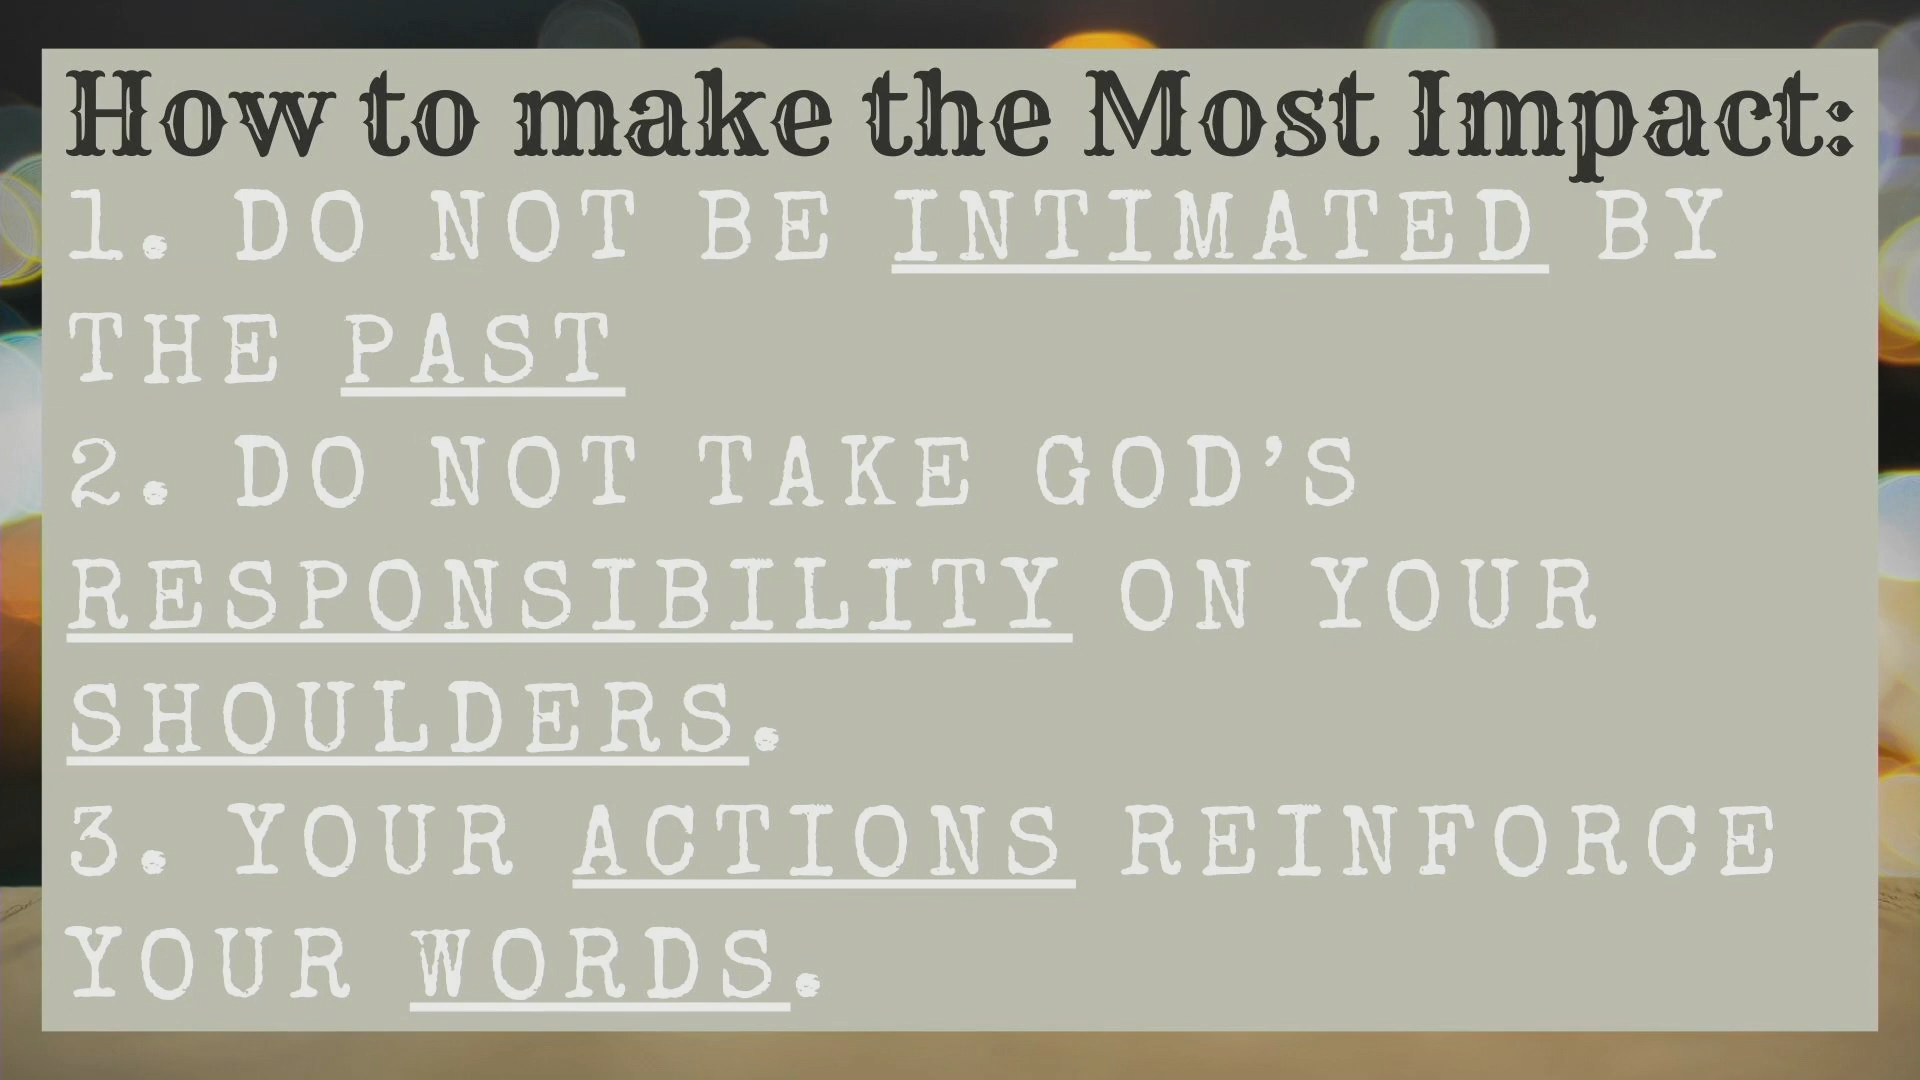 How to make the Most Impact:
1. DO NOT BE INTIMATED BY
THE PAST
2. DO NOT TAKE GOD'S
RESPONSIBILITY ON YOUR
SHOULDERS.
3. YOUR ACTIONS REINFORCE
YOUR WORDS.